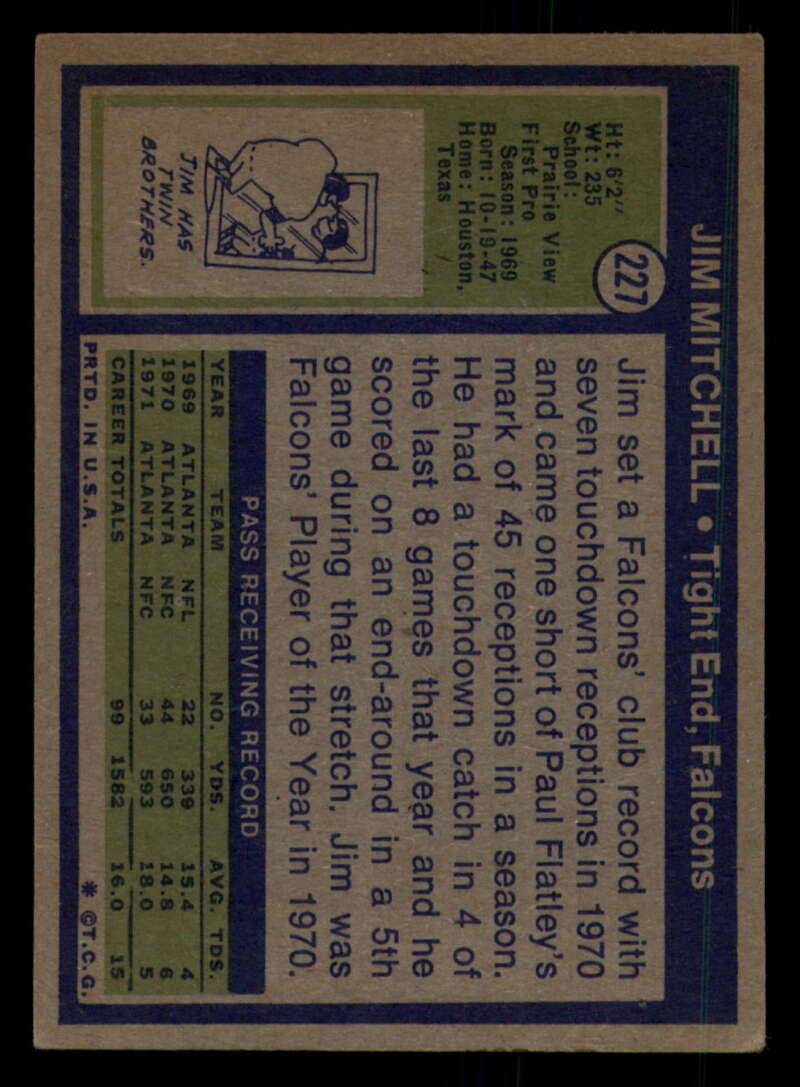 JIM MITCHELL • Tight End, Falcons
227
Ht: 6'2"
Wt: 235
School:
Prairie View
First Pro
Season: 1969
Born: 10-19-47
Home: Houston,
Texas
JIM HAS
TWIN
BROTHERS.
Jim set a Falcons' club record with
seven touchdown receptions in 1970
and came one short of Paul Flatley's
mark of 45 receptions in a season.
He had a touchdown catch in 4 of
the last 8 games that year and he
scored on an end-around in a 5th
game during that stretch. Jim was
Falcons' Player of the Year in 1970.
PASS RECEIVING RECORD
YEAR TEAM NO. YDS. AVG. TDS.
1969 ATLANTA NFL 22 339 15.4 4
1970 ATLANTA NFC 44 650 14.8 6
1971 ATLANTA NFC 33 593 18.0 5
CAREER TOTALS 99 1582 16.0 15
PRTD. IN U.S.A. * ©T.C.G.